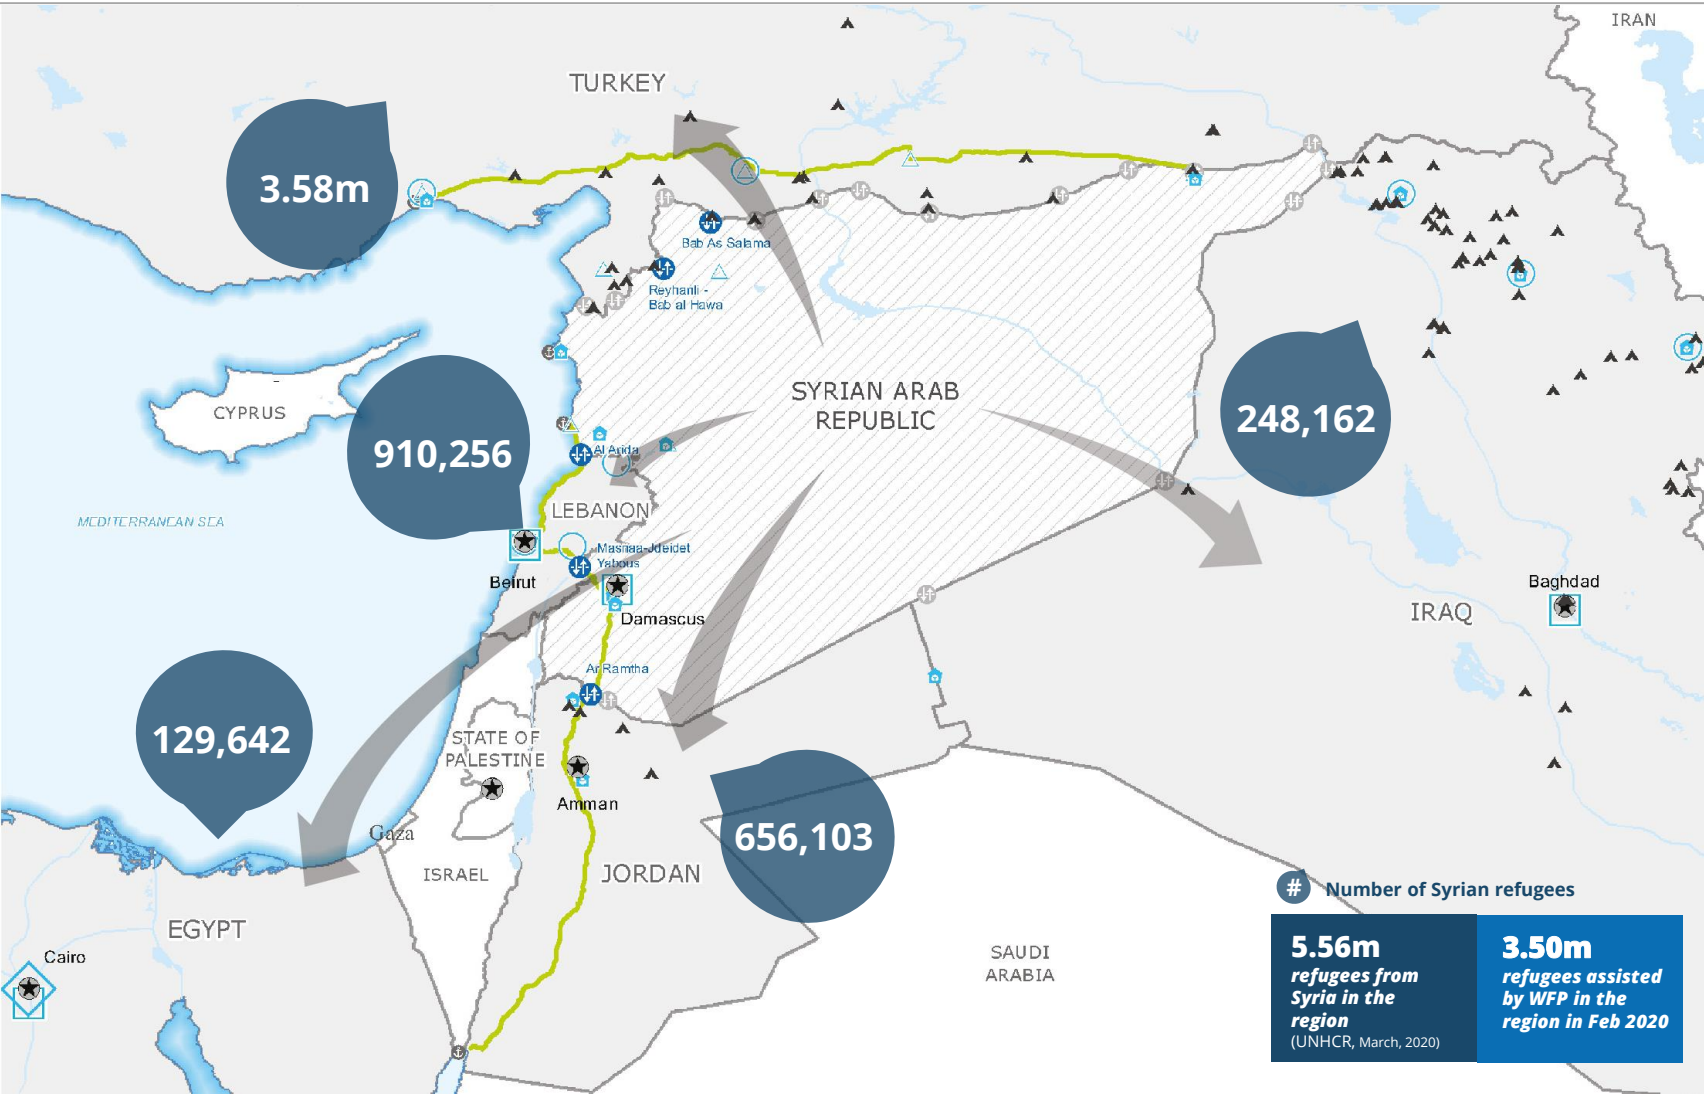 IRAN
TURKEY
3.58m
Bab As Salama
Reyhanli -
Bab al Hawa
SYRIAN ARAB
REPUBLIC
CYPRUS
248,162
910,256
Al Arida
LEBANON
MEDITERRANEAN SEA
Masnaa-Jdeidet
Yabous
Beirut
Baghdad
Damascus
IRAQ
Ar Ramtha
129,642
STATE OF
PALESTINE
Amman
Gaza
656,103
ISRAEL
JORDAN
EGYPT
Cairo
SAUDI
ARABIA
# Number of Syrian refugees
5.56m
refugees from
Syria in the
region
(UNHCR, March, 2020)
3.50m
refugees assisted
by WFP in the
region in Feb 2020